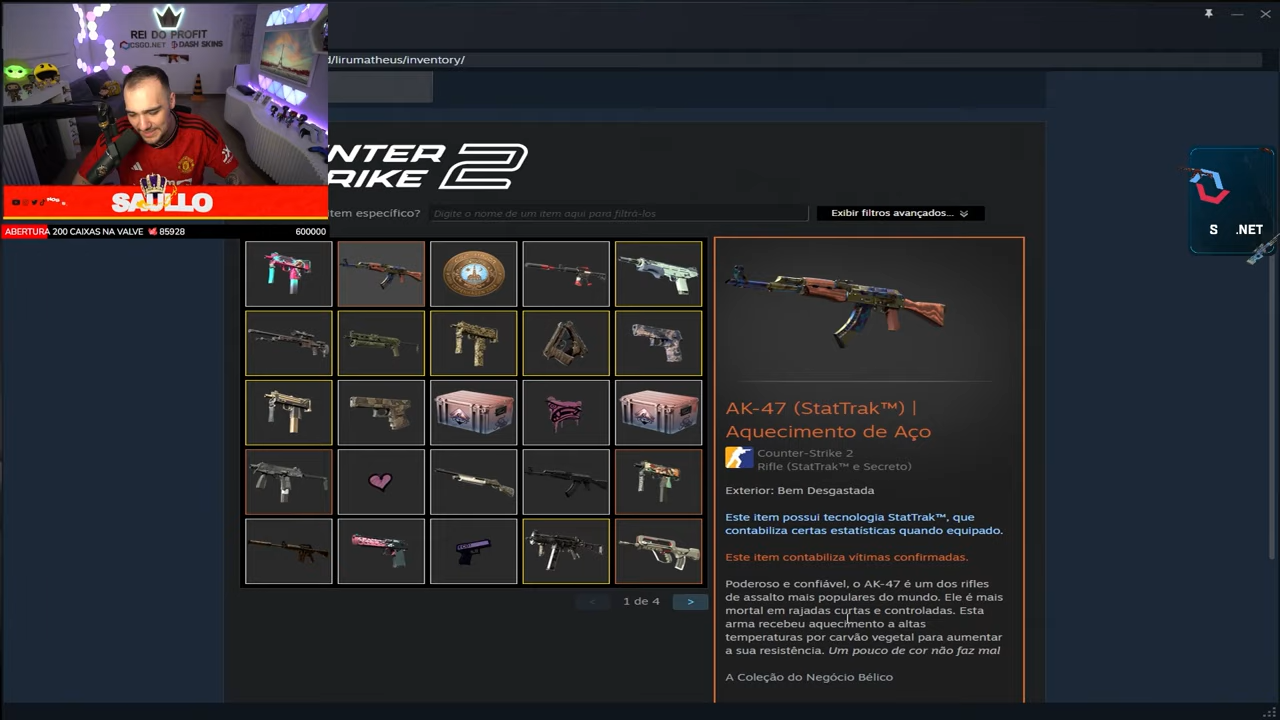 REI DO PROFIT
CSGO.NET DASH SKINS
d/lirumatheus/inventory/
NTER
RIKE 2
SAULLO
tem específico?
Digite o nome de um item aqui para filtrá-los
Exibir filtros avançados...
ABERTURA 200 CAIXAS NA VALVE 85928 600000
S .NET
AK-47 (StatTrak™) |
Aquecimento de Aço
Counter-Strike 2
Rifle (StatTrak™ e Secreto)
Exterior: Bem Desgastada
Este item possui tecnologia StatTrak™, que
contabiliza certas estatísticas quando equipado.
Este item contabiliza vítimas confirmadas.
Poderoso e confiável, o AK-47 é um dos rifles
de assalto mais populares do mundo. Ele é mais
mortal em rajadas curtas e controladas. Esta
arma recebeu aquecimento a altas
temperaturas por carvão vegetal para aumentar
a sua resistência. Um pouco de cor não faz mal
A Coleção do Negócio Bélico
< 1 de 4 >